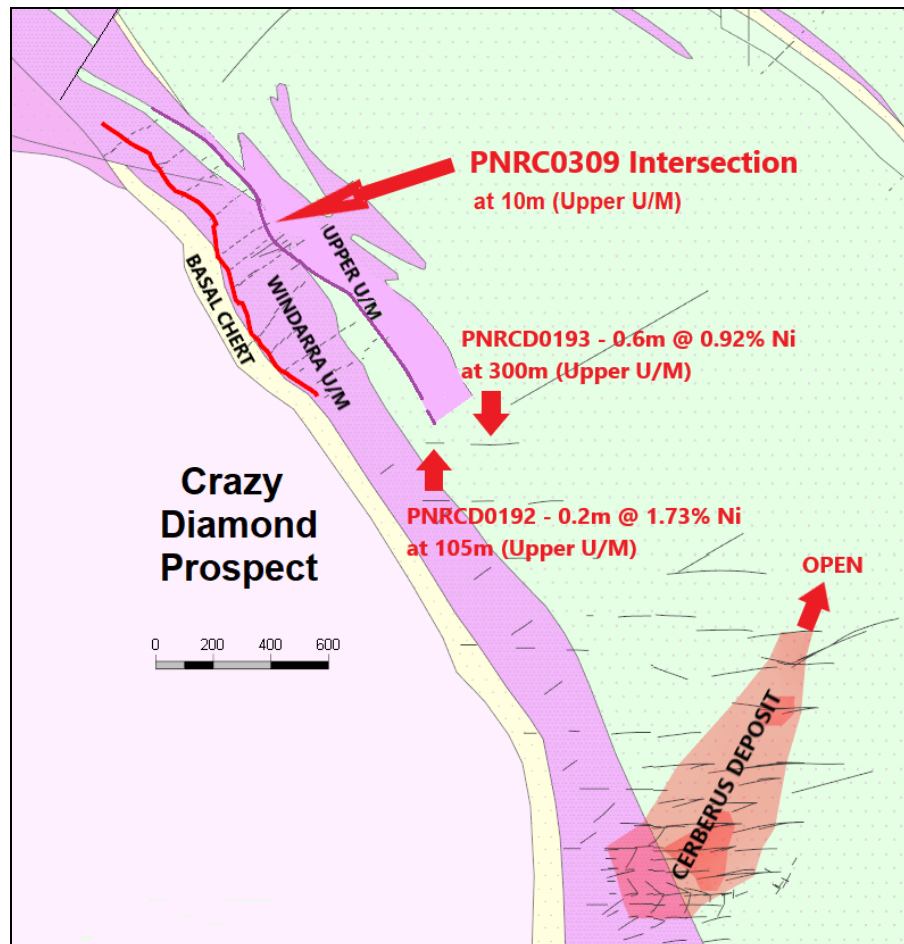 PNRC0309 Intersection
at 10m (Upper U/M)
UPPER U/M
BASAL CHERT
WINDARRA U/M
PNRCD0193 - 0.6m @ 0.92% Ni
at 300m (Upper U/M)
Crazy
Diamond
Prospect
PNRCD0192 - 0.2m @ 1.73% Ni
at 105m (Upper U/M)
OPEN
0 200 400 600
CERBERUS DEPOSIT